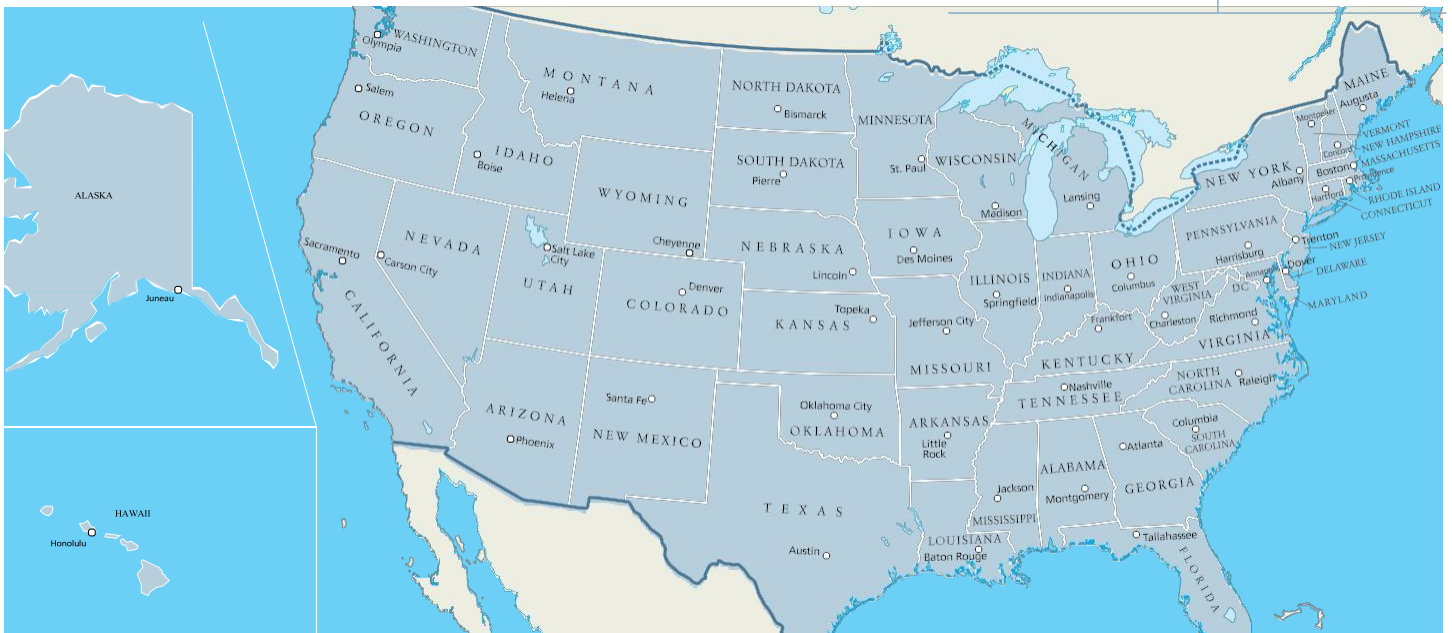 WASHINGTON
Olympia
Salem
OREGON
MONTANA
Helena
IDAHO
Boise
WYOMING
Cheyenne
NORTH DAKOTA
Bismarck
SOUTH DAKOTA
Pierre
MINNESOTA
St. Paul
WISCONSIN
Madison
MICHIGAN
Lansing
MAINE
Augusta
Montpelier
VERMONT
NEW HAMPSHIRE
Concord
MASSACHUSETTS
Boston
Providence
NEW YORK
Albany
Hartford
RHODE ISLAND
CONNECTICUT
ALASKA
Juneau
NEVADA
Sacramento
Carson City
CALIFORNIA
Salt Lake
City
UTAH
Denver
COLORADO
NEBRASKA
Lincoln
IOWA
Des Moines
ILLINOIS
Springfield
INDIANA
Indianapolis
OHIO
Columbus
PENNSYLVANIA
Harrisburg
Trenton
NEW JERSEY
Dover
DELAWARE
Annapolis
DC
MARYLAND
WEST
VIRGINIA
Charleston
Richmond
VIRGINIA
KANSAS
Topeka
Jefferson City
MISSOURI
Frankfort
KENTUCKY
Nashville
TENNESSEE
NORTH
CAROLINA
Raleigh
Columbia
SOUTH
CAROLINA
ARIZONA
Phoenix
Santa Fe
NEW MEXICO
Oklahoma City
OKLAHOMA
ARKANSAS
Little
Rock
TEXAS
Austin
LOUISIANA
Baton Rouge
Jackson
MISSISSIPPI
ALABAMA
Montgomery
Atlanta
GEORGIA
Tallahassee
FLORIDA
HAWAII
Honolulu